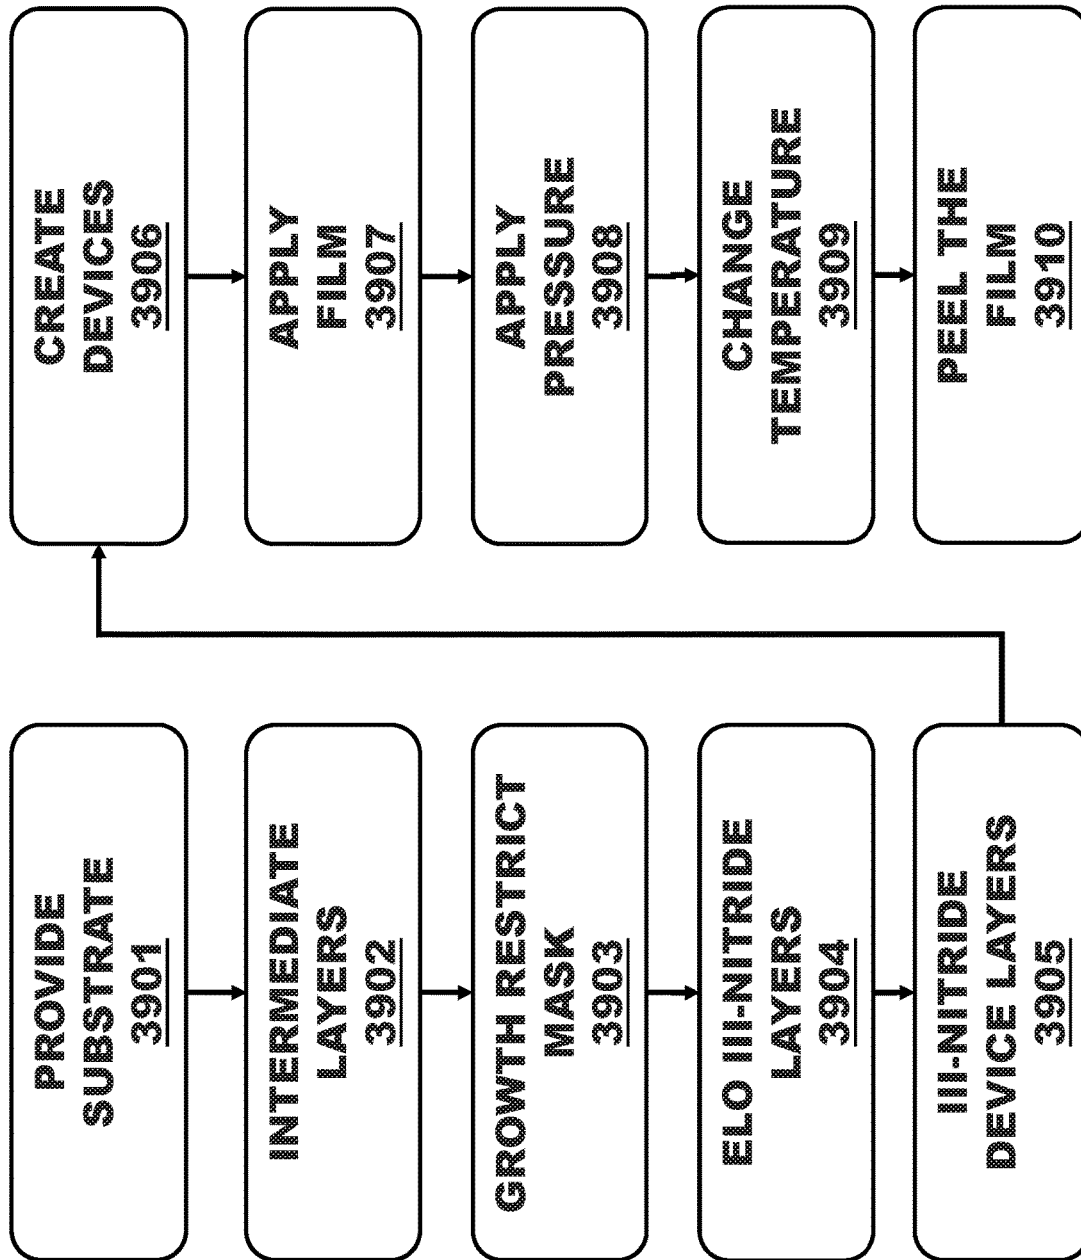 PROVIDE
SUBSTRATE
3901
INTERMEDIATE
LAYERS
3902
GROWTH RESTRICT
MASK
3903
ELO III-NITRIDE
LAYERS
3904
III-NITRIDE
DEVICE LAYERS
3905
CREATE
DEVICES
3906
APPLY
FILM
3907
APPLY
PRESSURE
3908
CHANGE
TEMPERATURE
3909
PEEL THE
FILM
3910